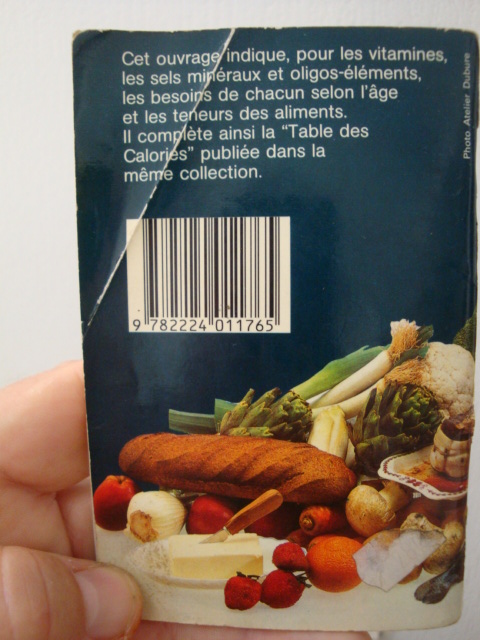 Cet ouvrage indique, pour les vitamines,
les sels minéraux et oligos-éléments,
les besoins de chacun selon l'âge
et les teneurs des aliments.
Il complète ainsi la "Table des
Calories" publiée dans la
même collection.
Photo Atelier Dubure
9 782224 011765